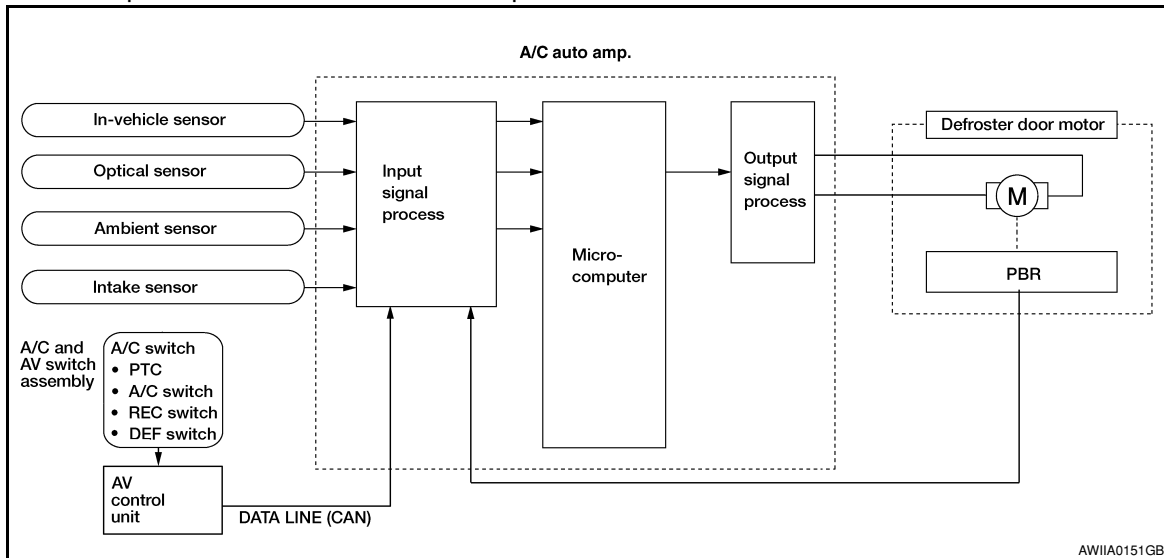 A/C auto amp.
In-vehicle sensor
Optical sensor
Ambient sensor
Intake sensor
Input
signal
process
Micro-
computer
Output
signal
process
Defroster door motor
M
PBR
A/C and
AV switch
assembly
A/C switch
• PTC
• A/C switch
• REC switch
• DEF switch
AV
control
unit
DATA LINE (CAN)
AWIIA0151GB